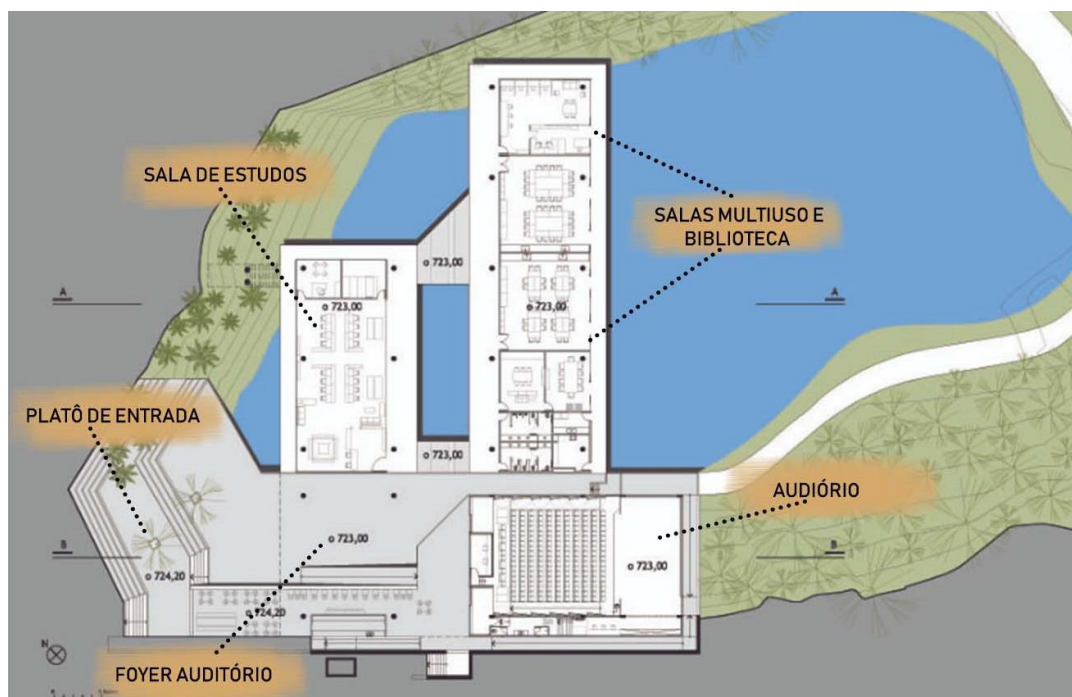 SALA DE ESTUDOS
SALAS MULTIUSO E
BIBLIOTECA
723,00
723,00
723,00
A
A
PLATÔ DE ENTRADA
723,00
AUDIÓRIO
723,00
B
B
723,00
724,20
724,20
N
FOYER AUDITÓRIO